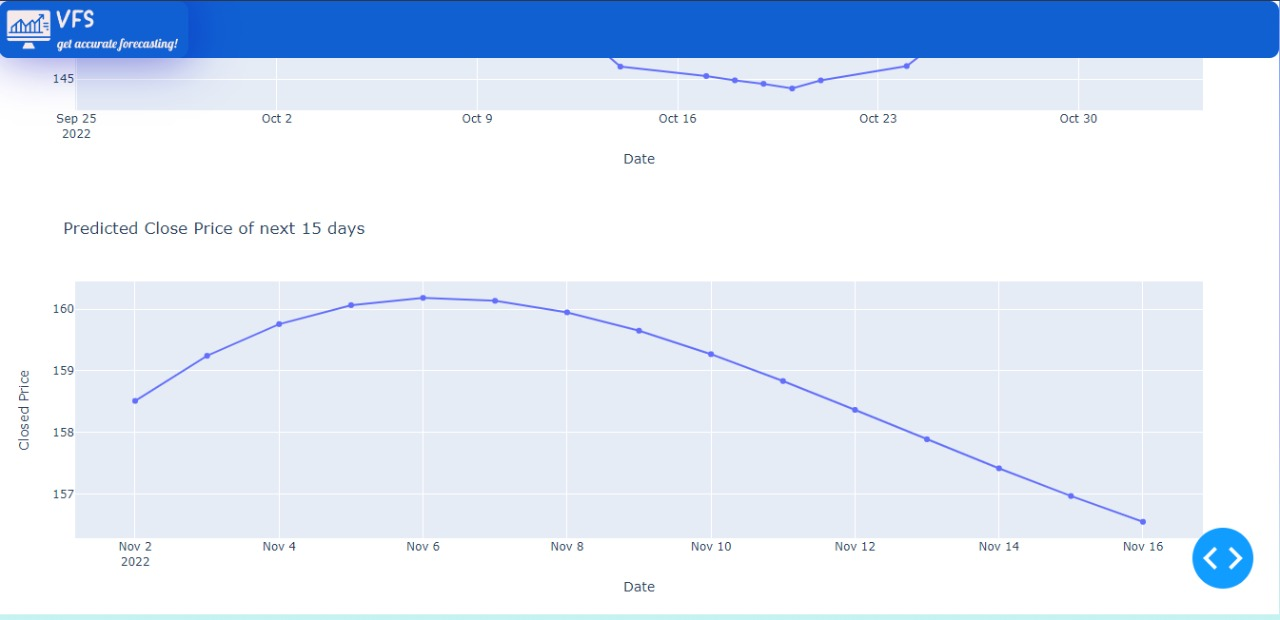 VFS
get accurate forecasting!
145
Sep 25 Oct 2 Oct 9 Oct 16 Oct 23 Oct 30
2022
Date
Predicted Close Price of next 15 days
160
159
158
157
Closed Price
Nov 2 Nov 4 Nov 6 Nov 8 Nov 10 Nov 12 Nov 14 Nov 16
2022
Date